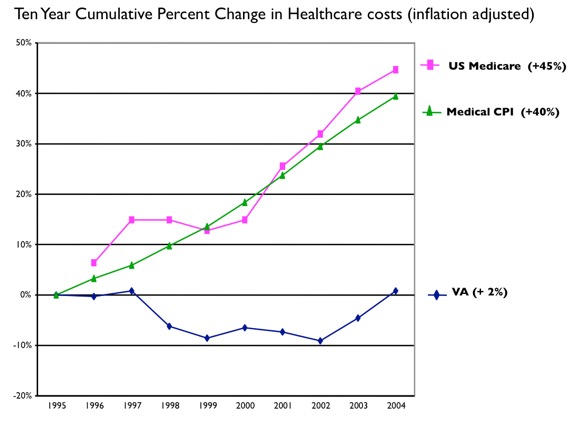 Ten Year Cumulative Percent Change in Healthcare costs (inflation adjusted)
50%
40%
30%
20%
10%
0%
-10%
-20%
1995 1996 1997 1998 1999 2000 2001 2002 2003 2004
US Medicare (+45%)
Medical CPI (+40%)
VA (+ 2%)